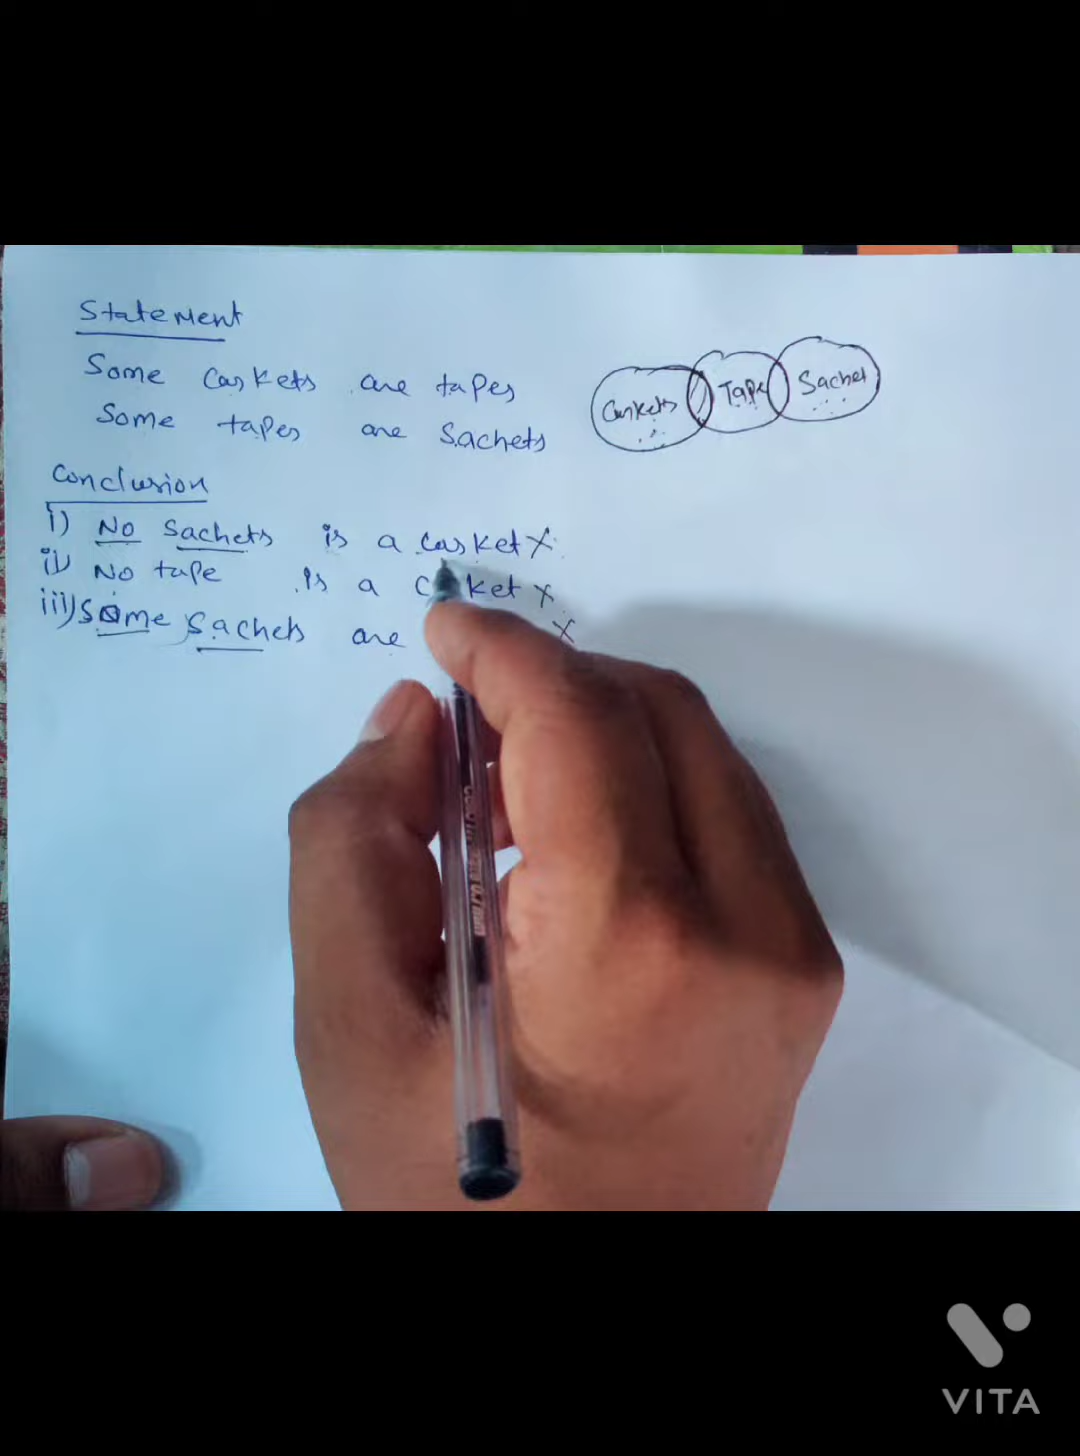 Statement
Some caskets are tapes
Some tapes are Sachets
Caskets Tape Sachet
Conclusion
i) No Sachets is a casket X
ii) No tape is a casket X
iii) Some Sachets are X
VITA